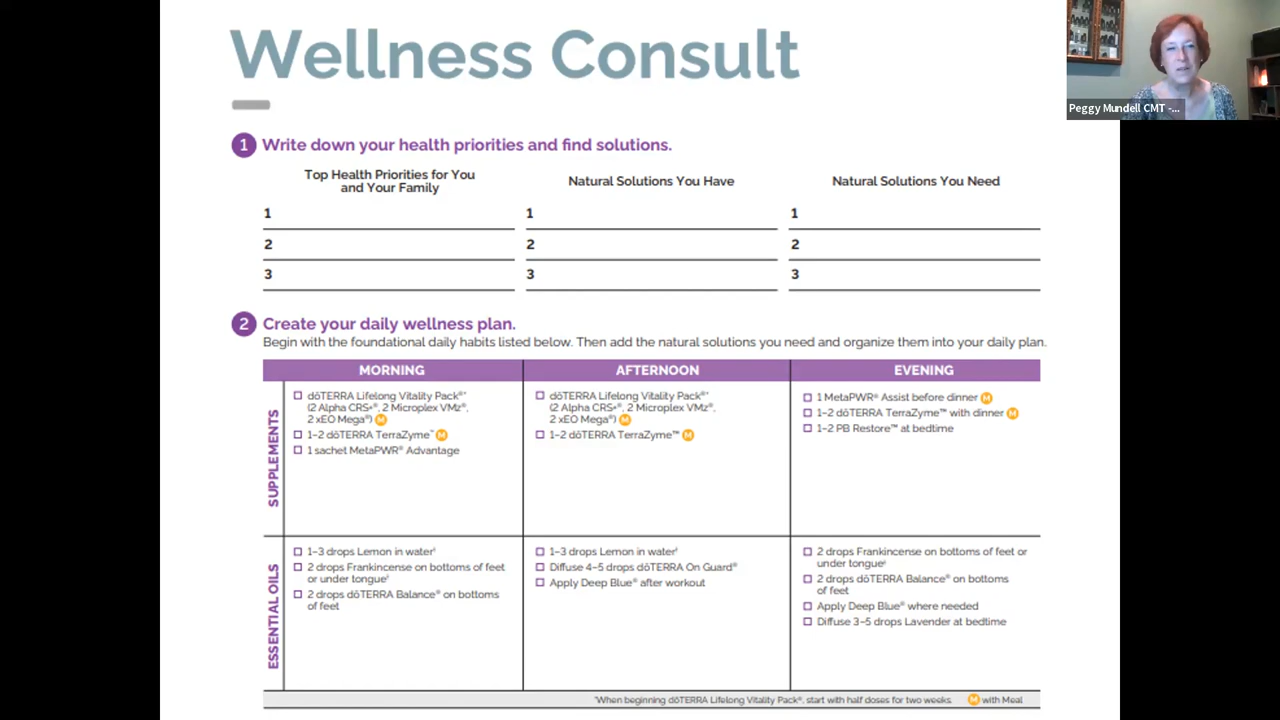 Wellness Consult
Peggy Mundell CMT -...
1 Write down your health priorities and find solutions.
Top Health Priorities for You
and Your Family
Natural Solutions You Have
Natural Solutions You Need
1
1
1
2
2
2
3
3
3
2 Create your daily wellness plan.
Begin with the foundational daily habits listed below. Then add the natural solutions you need and organize them into your daily plan.
MORNING
AFTERNOON
EVENING
SUPPLEMENTS
dōTERRA Lifelong Vitality Pack®*
(2 Alpha CRS+®, 2 Microplex VMz®,
2 xEO Mega®) M
1–2 dōTERRA TerraZyme™ M
1 sachet MetaPWR® Advantage
dōTERRA Lifelong Vitality Pack®*
(2 Alpha CRS+®, 2 Microplex VMz®,
2 xEO Mega®) M
1–2 dōTERRA TerraZyme™ M
1 MetaPWR® Assist before dinner M
1–2 dōTERRA TerraZyme™ with dinner M
1–2 PB Restore™ at bedtime
ESSENTIAL OILS
1–3 drops Lemon in water‡
2 drops Frankincense on bottoms of feet
or under tongue‡
2 drops dōTERRA Balance® on bottoms
of feet
1–3 drops Lemon in water‡
Diffuse 4–5 drops dōTERRA On Guard®
Apply Deep Blue® after workout
2 drops Frankincense on bottoms of feet or
under tongue‡
2 drops dōTERRA Balance® on bottoms
of feet
Apply Deep Blue® where needed
Diffuse 3–5 drops Lavender at bedtime
*When beginning dōTERRA Lifelong Vitality Pack®, start with half doses for two weeks. M with Meal